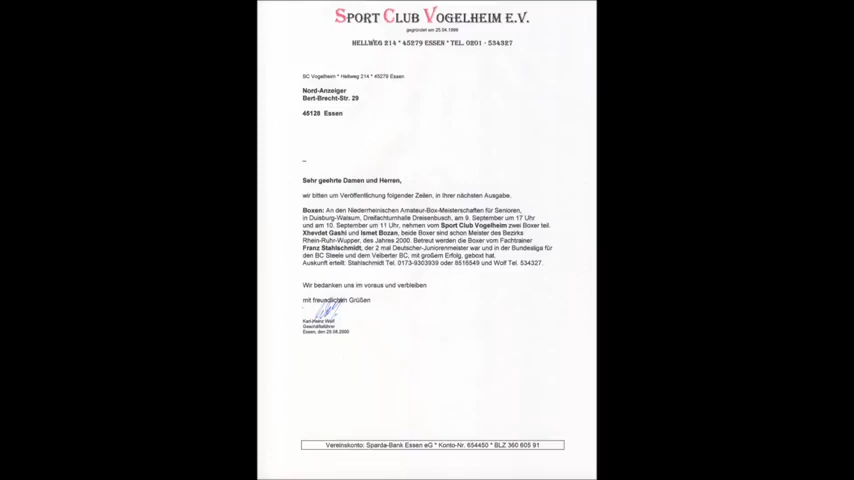 SPORT CLUB VOGELHEIM E.V.
gegründet am 25.04.1999
HELLWEG 214 * 45279 ESSEN * TEL. 0201 - 534327
SC Vogelheim * Hellweg 214 * 45279 Essen
Nord-Anzeiger
Bert-Brecht-Str. 29
45128 Essen
–
Sehr geehrte Damen und Herren,
wir bitten um Veröffentlichung folgender Zeilen, in Ihrer nächsten Ausgabe.
Boxen: An den Niederrheinischen Amateur-Box-Meisterschaften für Senioren,
in Duisburg-Walsum, Dreifachturnhalle Dreisenbusch, am 9. September um 17 Uhr
und am 10. September um 11 Uhr, nehmen vom Sport Club Vogelheim zwei Boxer teil.
Xhevdet Gashi und Ismet Bozan, beide Boxer sind schon Meister des Bezirks
Rhein-Ruhr-Wupper, des Jahres 2000. Betreut werden die Boxer vom Fachtrainer
Franz Stahlschmidt, der 2 mal Deutscher-Juniorenmeister war und in der Bundesliga für
den BC Steele und dem Velberter BC, mit großem Erfolg, geboxt hat.
Auskunft erteilt: Stahlschmidt Tel. 0173-9303939 oder 8516549 und Wolf Tel. 534327.
Wir bedanken uns im voraus und verbleiben
mit freundlichen Grüßen
Karl-Heinz Wolf
Geschäftsführer
Essen, den 29.08.2000
Vereinskonto: Sparda-Bank Essen eG * Konto-Nr. 654450 * BLZ 360 605 91